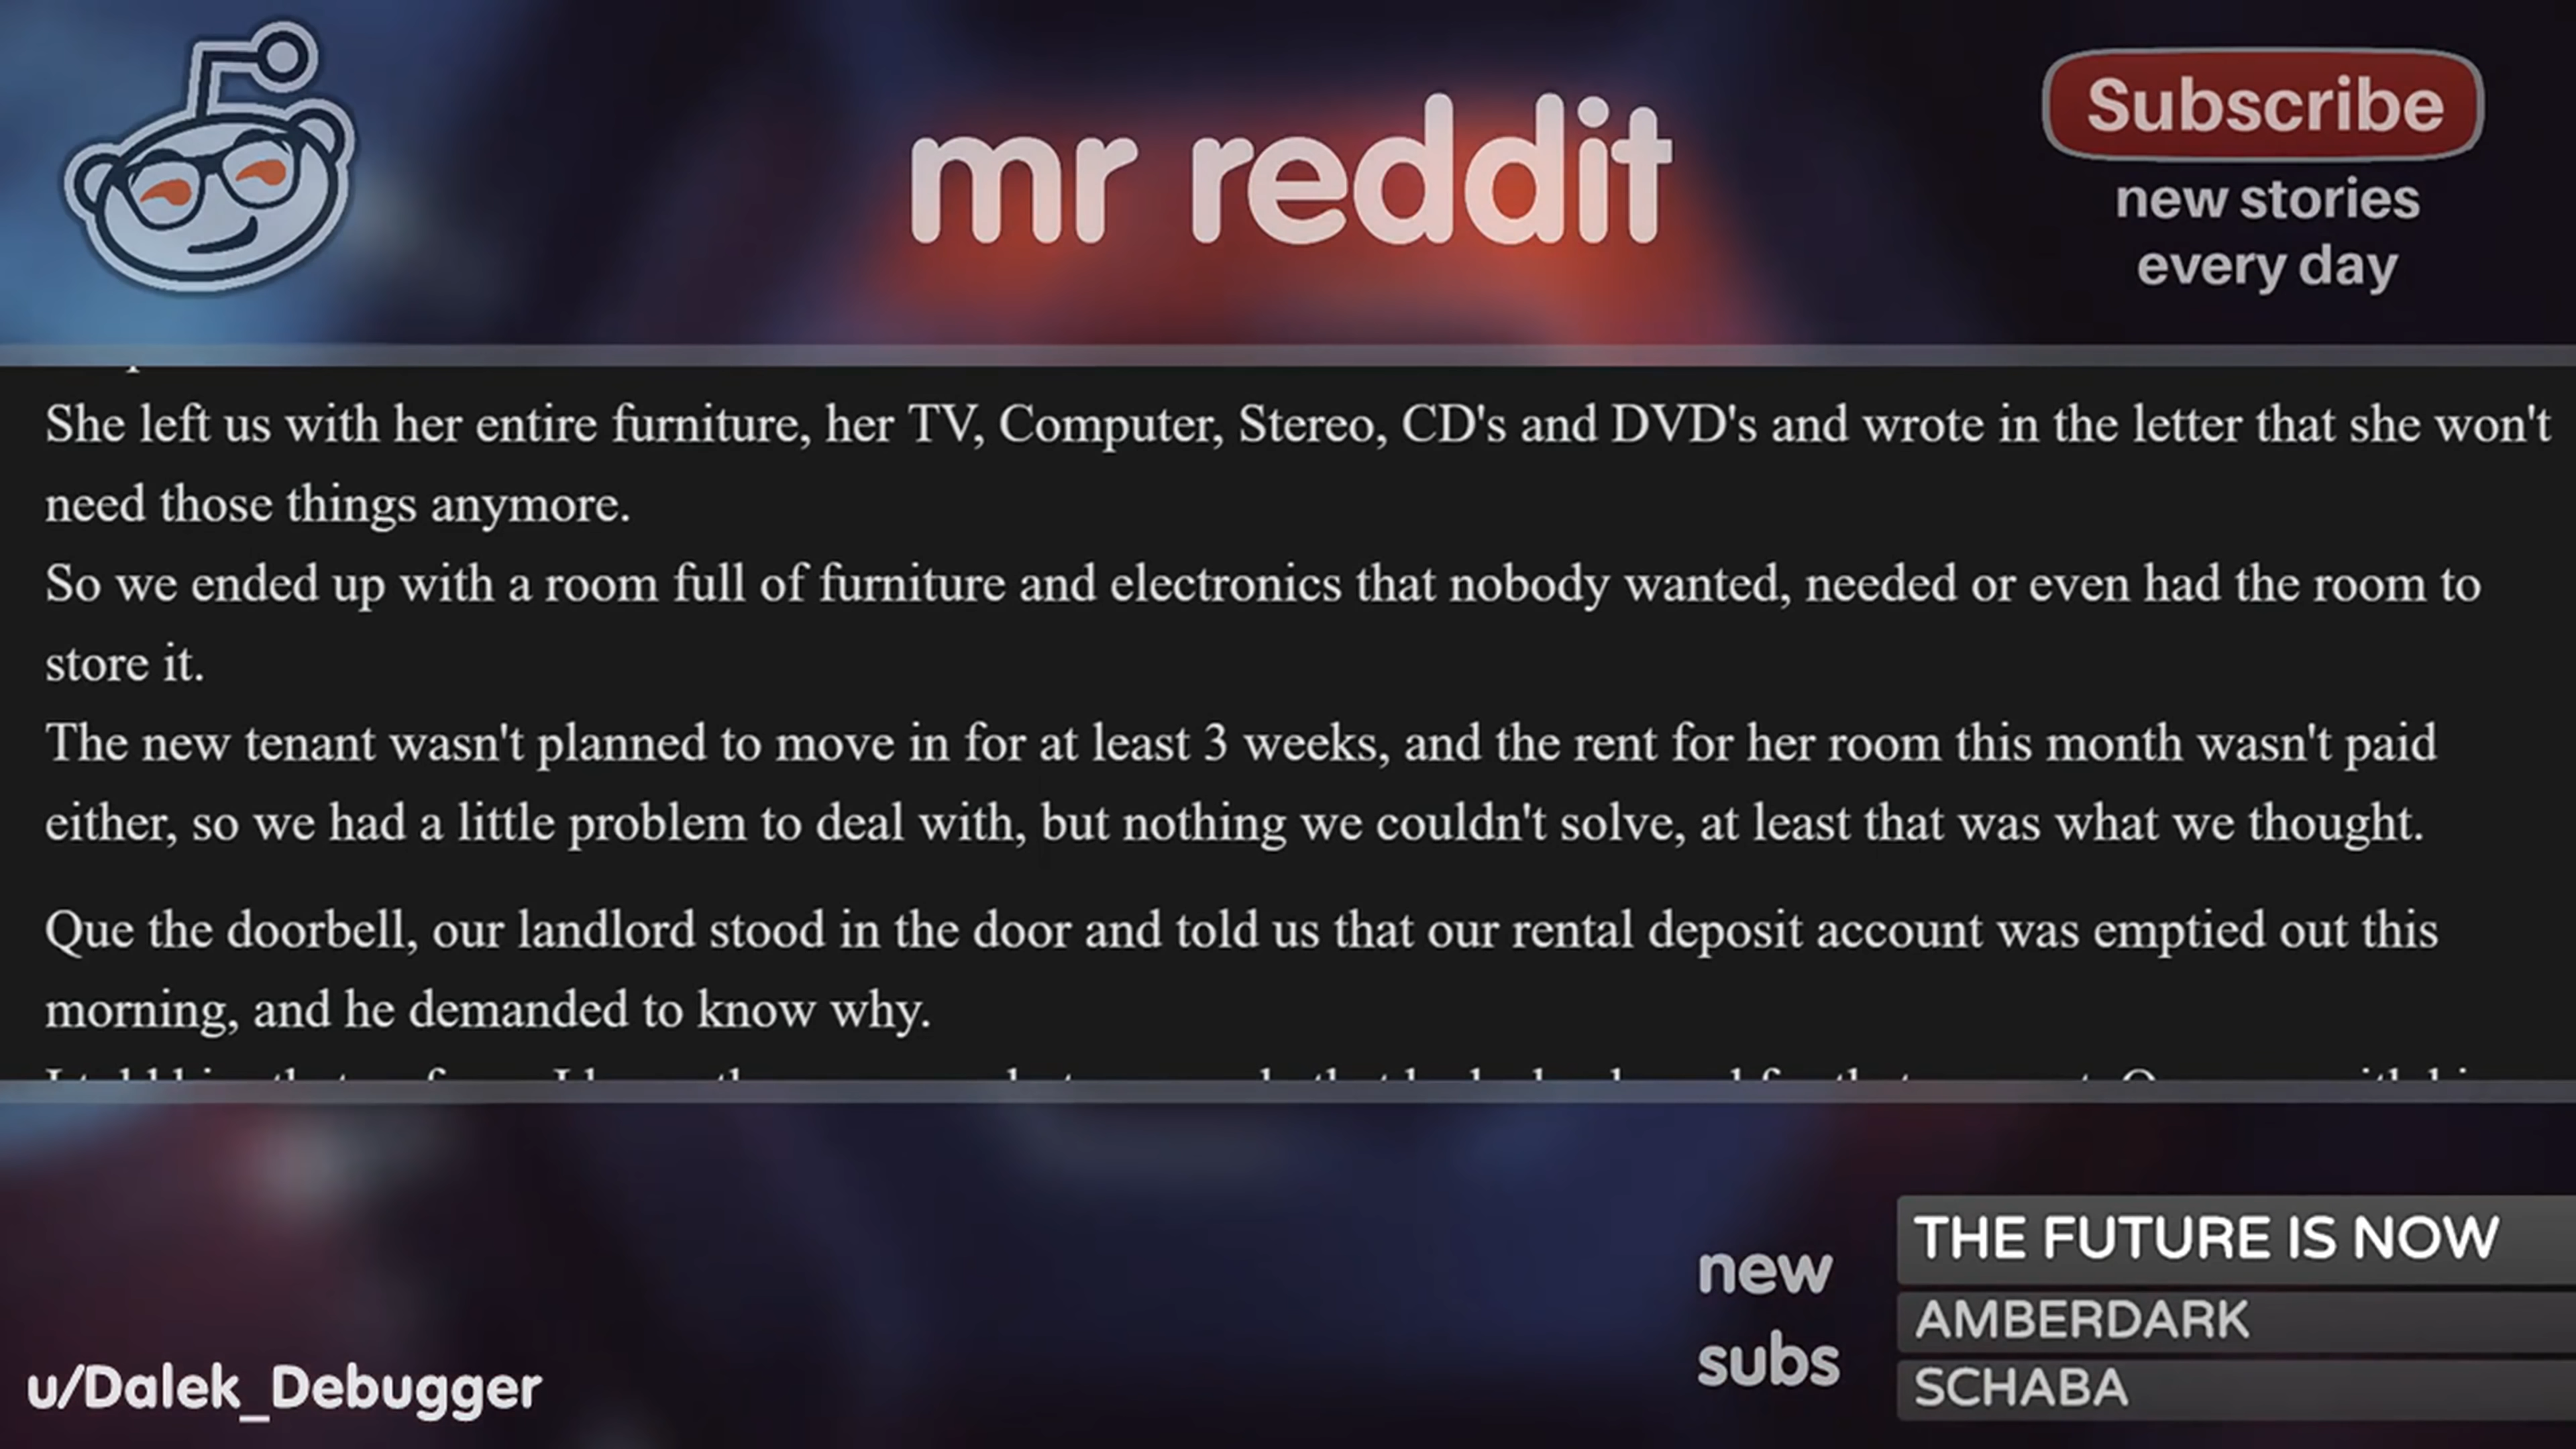 mr reddit
Subscribe
new stories
every day
She left us with her entire furniture, her TV, Computer, Stereo, CD's and DVD's and wrote in the letter that she won't
need those things anymore.
So we ended up with a room full of furniture and electronics that nobody wanted, needed or even had the room to
store it.
The new tenant wasn't planned to move in for at least 3 weeks, and the rent for her room this month wasn't paid
either, so we had a little problem to deal with, but nothing we couldn't solve, at least that was what we thought.
Que the doorbell, our landlord stood in the door and told us that our rental deposit account was emptied out this
morning, and he demanded to know why.
new
subs
THE FUTURE IS NOW
AMBERDARK
SCHABA
u/Dalek_Debugger